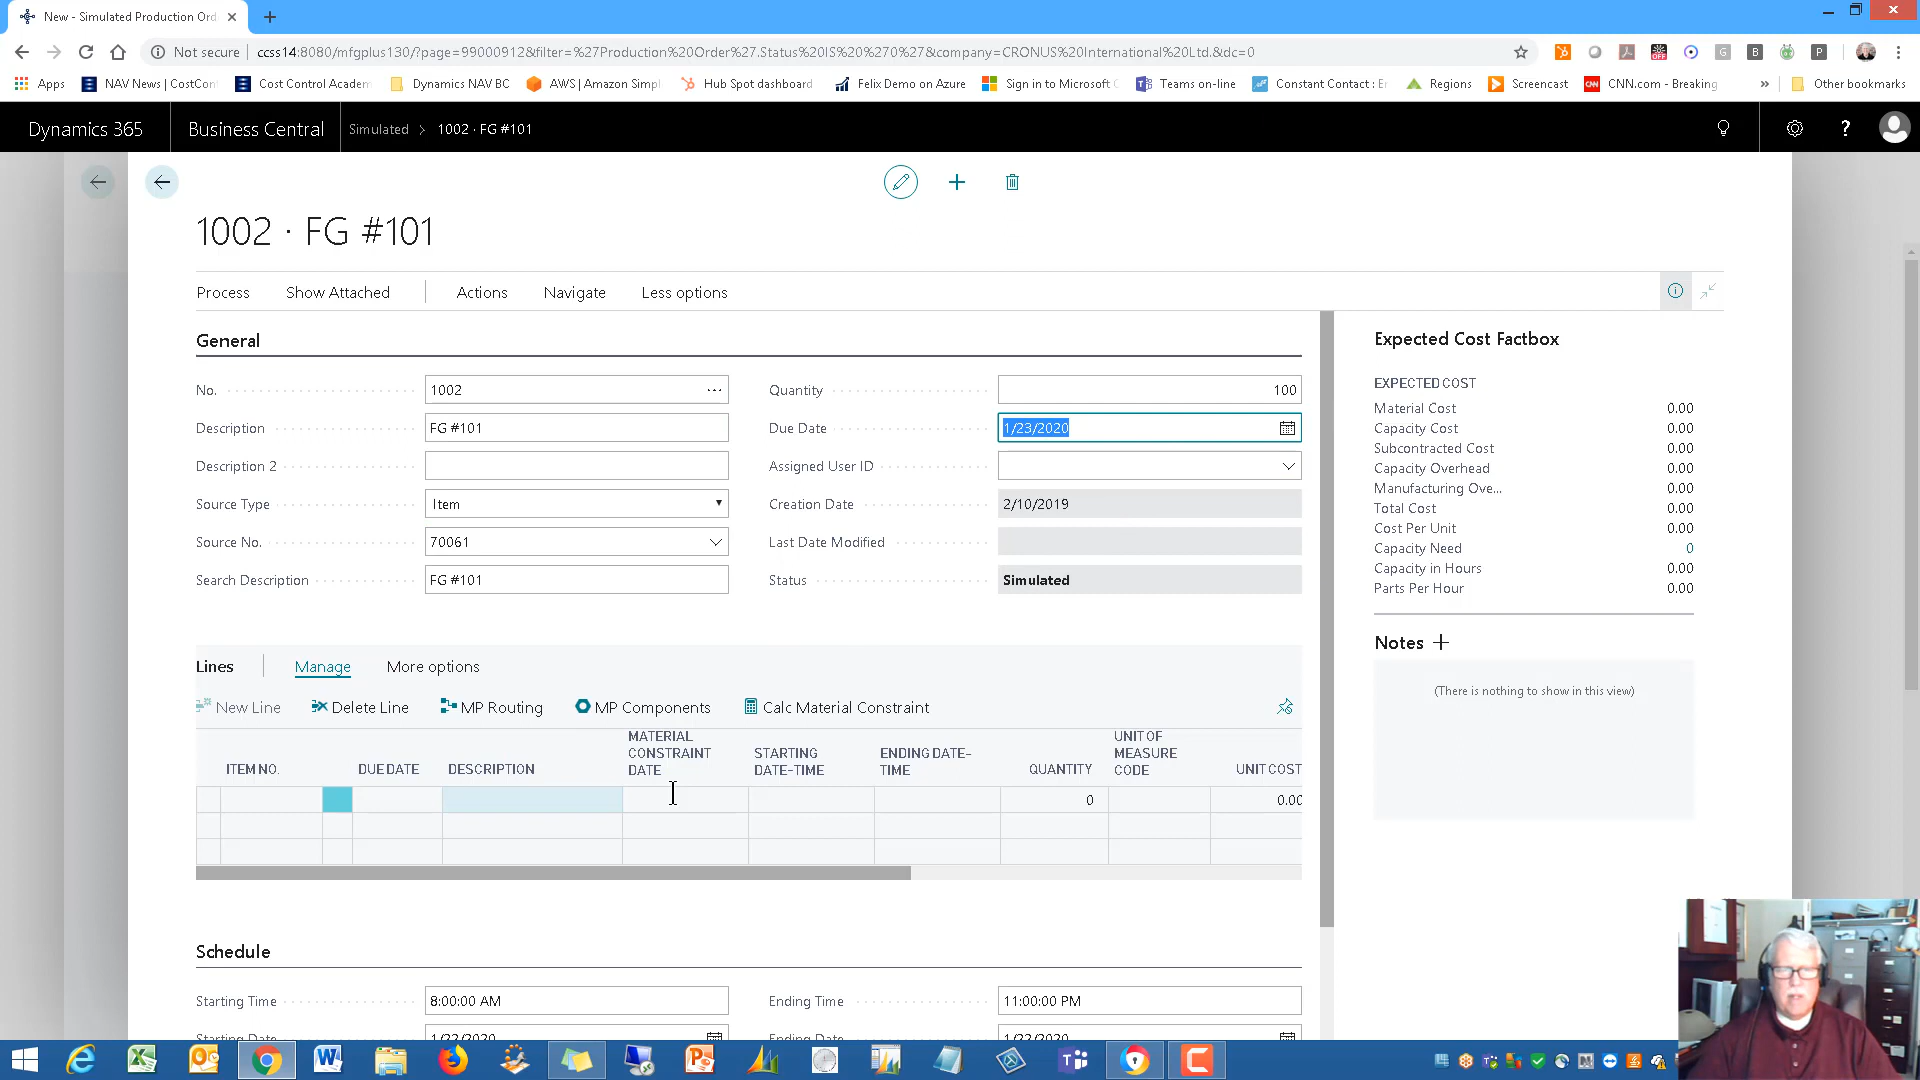 New - Simulated Production Ord
Not secure
ccss14:8080/mfgplus130/?page=99000912&filter=%27Production%20Order%27.Status%20IS%20%270%27&company=CRONUS%20International%20Ltd.&dc=0
Apps
NAV News | CostCon
Cost Control Academ
Dynamics NAV BC
AWS | Amazon Simpl
Hub Spot dashboard
Felix Demo on Azure
Sign in to Microsoft C
Teams on-line
Constant Contact : Er
Regions
Screencast
CNN.com - Breaking
Other bookmarks
Dynamics 365
Business Central
Simulated > 1002 · FG #101
1002 · FG #101
Process
Show Attached
Actions
Navigate
Less options
General
No.
1002
Description
FG #101
Description 2
Source Type
Item
Source No.
70061
Search Description
FG #101
Quantity
100
Due Date
1/23/2020
Assigned User ID
Creation Date
2/10/2019
Last Date Modified
Status
Simulated
Lines
Manage
More options
New Line
Delete Line
MP Routing
MP Components
Calc Material Constraint
ITEM NO.
DUE DATE
DESCRIPTION
MATERIAL
CONSTRAINT
DATE
STARTING
DATE-TIME
ENDING DATE-
TIME
QUANTITY
UNIT OF
MEASURE
CODE
UNIT COST
0
0.00
Schedule
Starting Time
8:00:00 AM
Ending Time
11:00:00 PM
Starting Date
1/22/2020
Ending Date
1/22/2020
Expected Cost Factbox
EXPECTED COST
Material Cost 0.00
Capacity Cost 0.00
Subcontracted Cost 0.00
Capacity Overhead 0.00
Manufacturing Ove... 0.00
Total Cost 0.00
Cost Per Unit 0.00
Capacity Need 0
Capacity in Hours 0.00
Parts Per Hour 0.00
Notes
(There is nothing to show in this view)